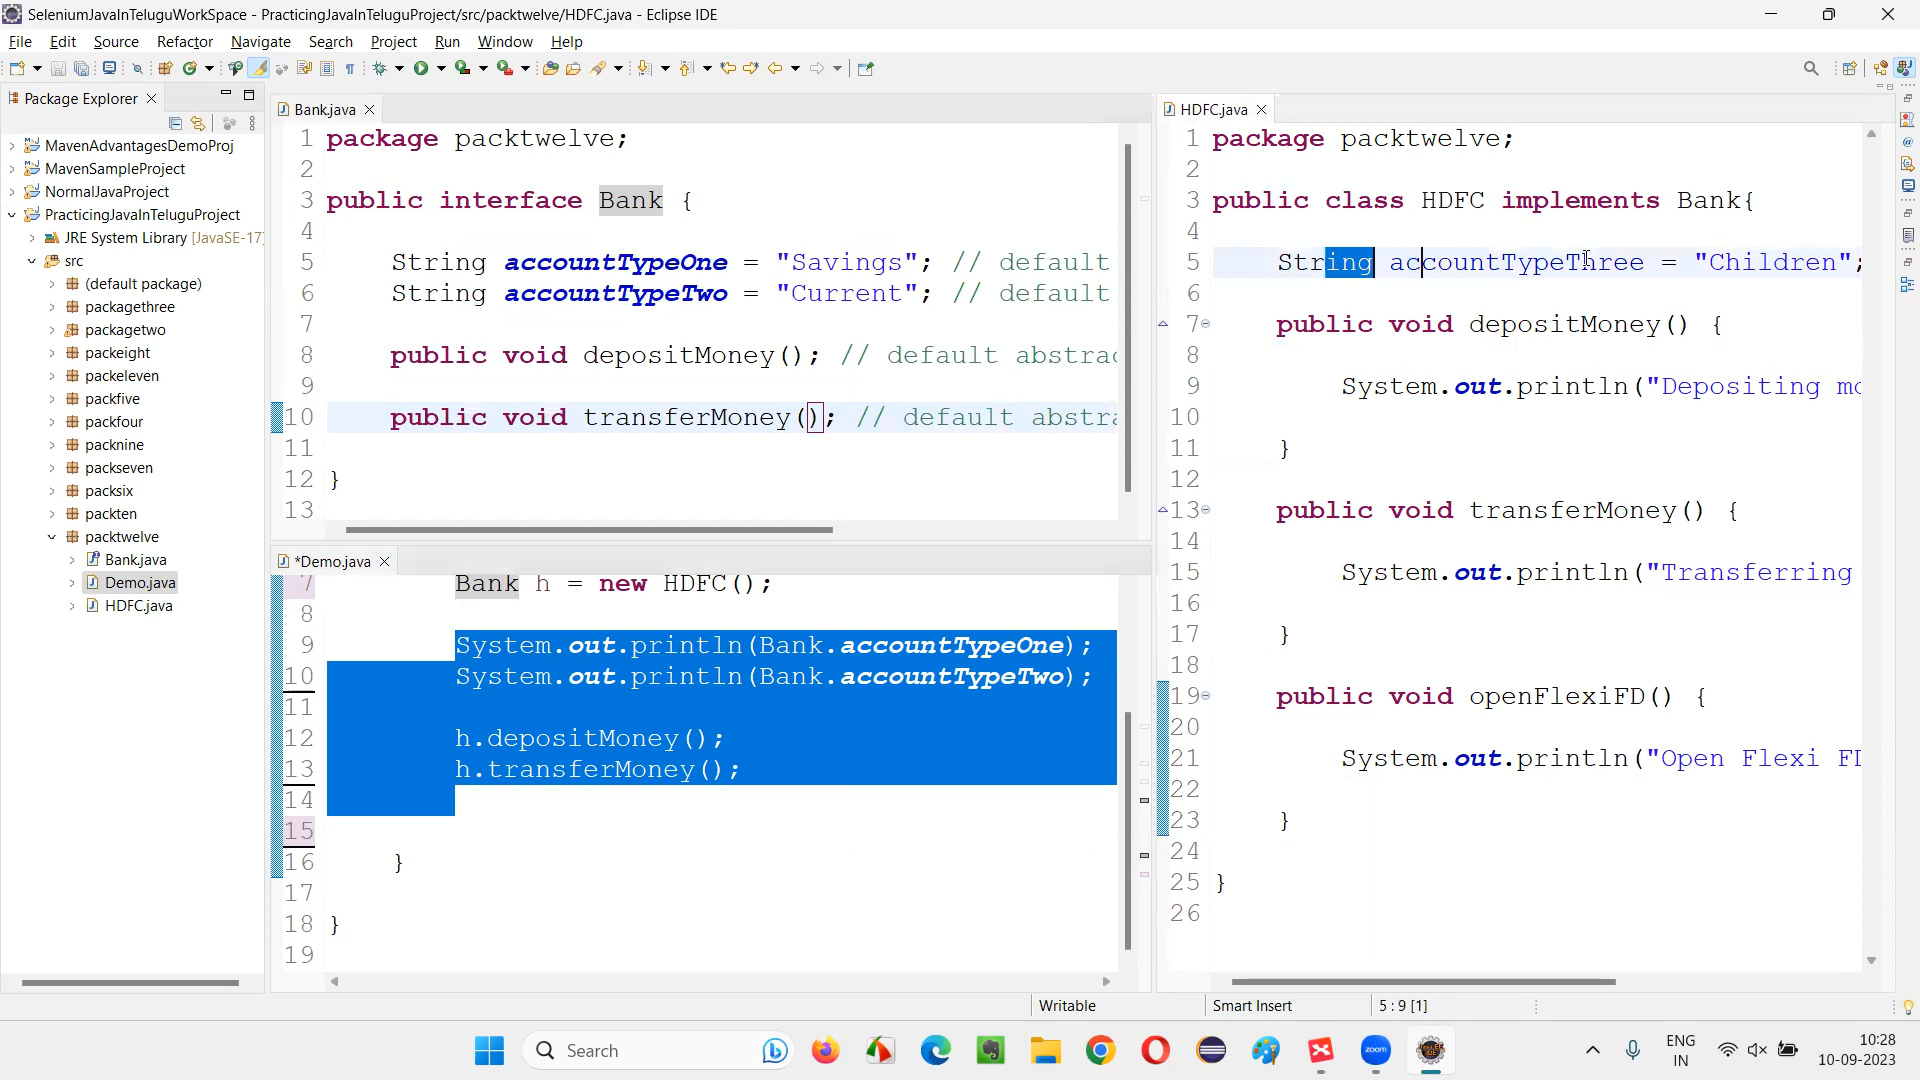 SeleniumJavaInTeluguWorkSpace - PracticingJavaInTeluguProject/src/packtwelve/HDFC.java - Eclipse IDE
File Edit Source Refactor Navigate Search Project Run Window Help
Package Explorer
MavenAdvantagesDemoProj
MavenSampleProject
NormalJavaProject
PracticingJavaInTeluguProject
JRE System Library [JavaSE-17]
src
(default package)
packagethree
packagetwo
packeight
packeleven
packfive
packfour
packnine
packseven
packsix
packten
packtwelve
Bank.java
Demo.java
HDFC.java
Bank.java
1 package packtwelve;
2
3 public interface Bank {
4
5 String accountTypeOne = "Savings"; // default
6 String accountTypeTwo = "Current"; // default
7
8 public void depositMoney(); // default abstrac
9
10 public void transferMoney(); // default abstra
11
12 }
13
*Demo.java
7 Bank h = new HDFC();
8
9 System.out.println(Bank.accountTypeOne);
10 System.out.println(Bank.accountTypeTwo);
11
12 h.depositMoney();
13 h.transferMoney();
14
15
16 }
17
18 }
19
HDFC.java
1 package packtwelve;
2
3 public class HDFC implements Bank{
4
5 String accountTypeThree = "Children";
6
7 public void depositMoney() {
8
9 System.out.println("Depositing mo
10
11 }
12
13 public void transferMoney() {
14
15 System.out.println("Transferring
16
17 }
18
19 public void openFlexiFD() {
20
21 System.out.println("Open Flexi FD
22
23 }
24
25 }
26
Writable Smart Insert 5 : 9 [1]
Search
zoom
ENG
IN
10:28
10-09-2023